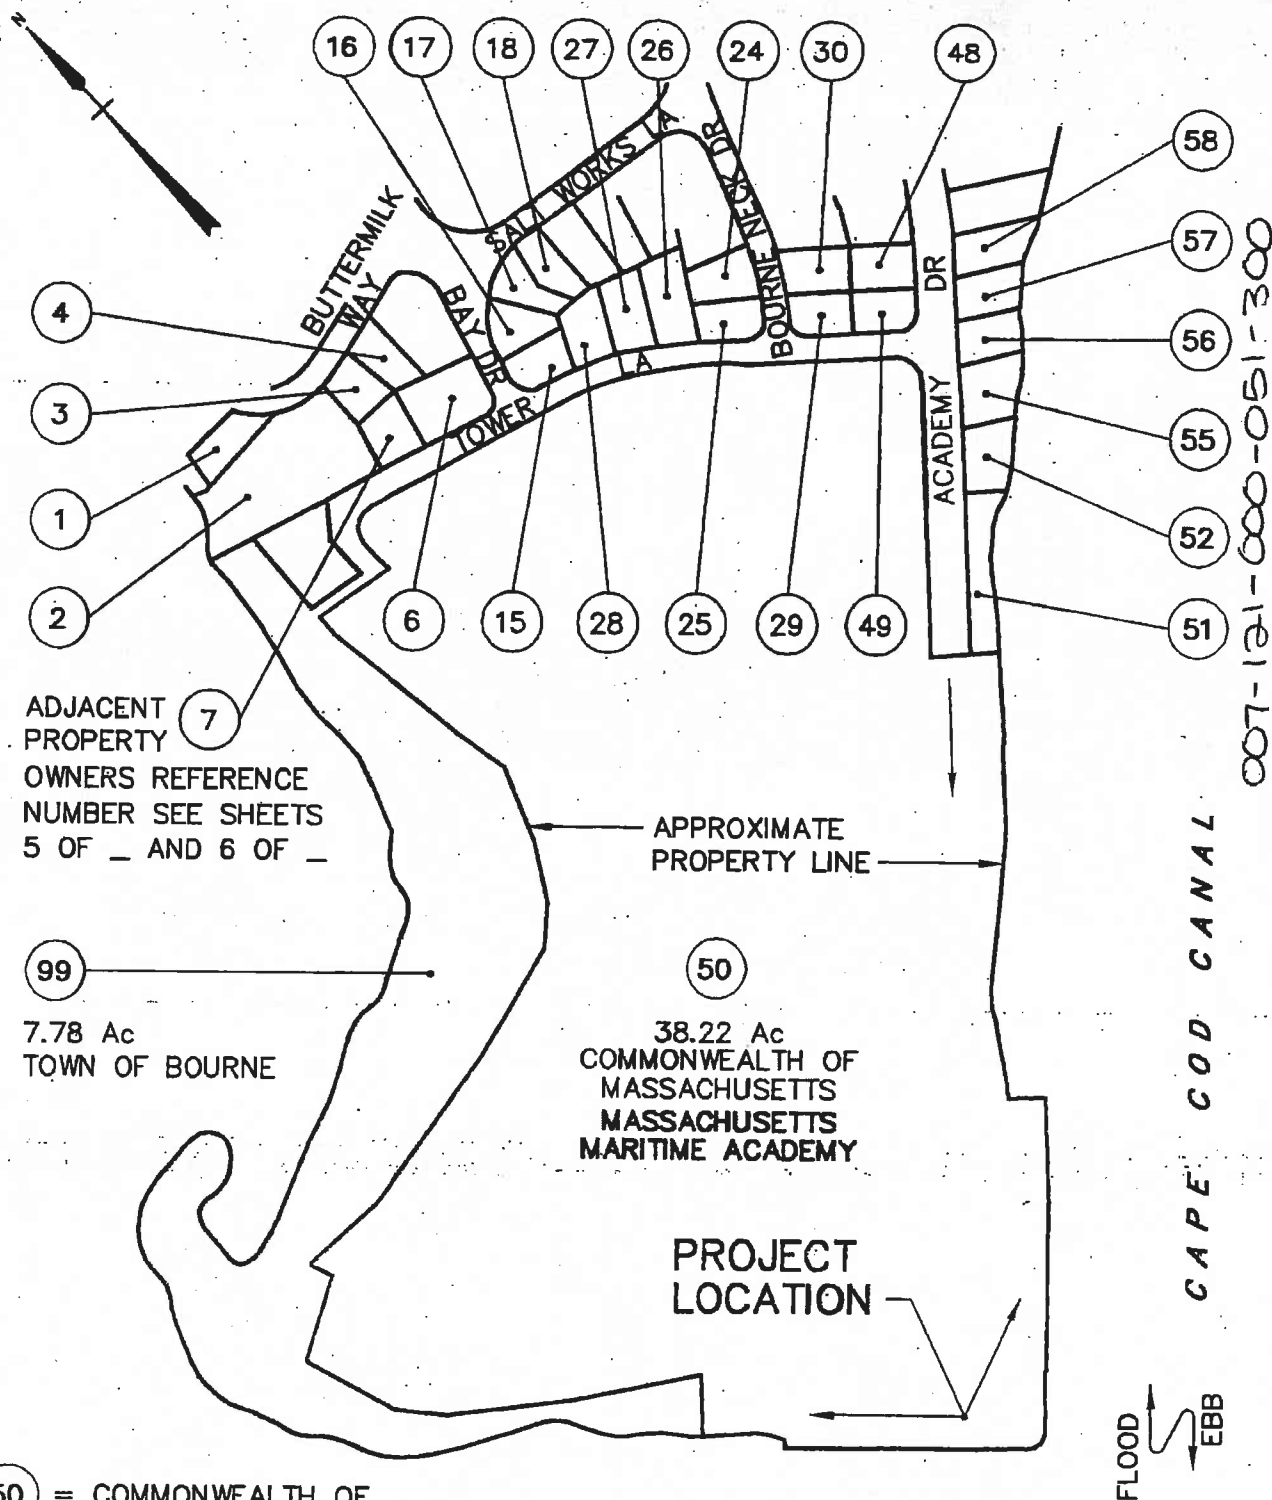 N
16
17
18
27
26
24
30
48
58
57
56
55
52
51
4
3
1
2
7
6
15
28
25
29
49
BUTTERMILK
WAY
BAY DR
SALT WORKS LA
BOURNE NECK DR
TOWER LA
ACADEMY DR
007-121-000-051-300
ADJACENT
PROPERTY
OWNERS REFERENCE
NUMBER SEE SHEETS
5 OF _ AND 6 OF _
APPROXIMATE
PROPERTY LINE
99
7.78 Ac
TOWN OF BOURNE
50
38.22 Ac
COMMONWEALTH OF
MASSACHUSETTS
MASSACHUSETTS
MARITIME ACADEMY
CAPE COD CANAL
PROJECT
LOCATION
FLOOD
EBB
50 = COMMONWEALTH OF